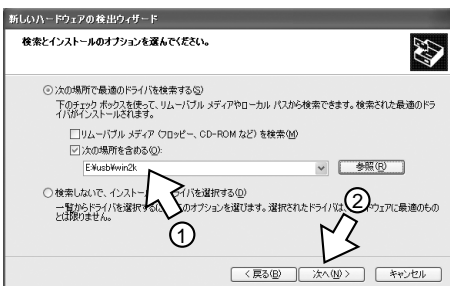 新しいハードウェアの検出ウィザード
検索とインストールのオプションを選んでください。
次の場所で最適のドライバを検索する(S)
下のチェック ボックスを使って、リムーバブル メディアやローカル パスから検索できます。検索された最適のドラ
イバがインストールされます。
リムーバブル メディア (フロッピー、CD-ROM など) を検索(M)
次の場所を含める(O):
E:¥usb¥win2k
参照(R)
検索しないで、インストー ドライバを選択する(D)
一覧からドライバを選択するに のオプションを選びます。選択されたドライバは、 ウェアに最適のもの
とは限りません。
① ②
< 戻る(B) 次へ(N) > キャンセル